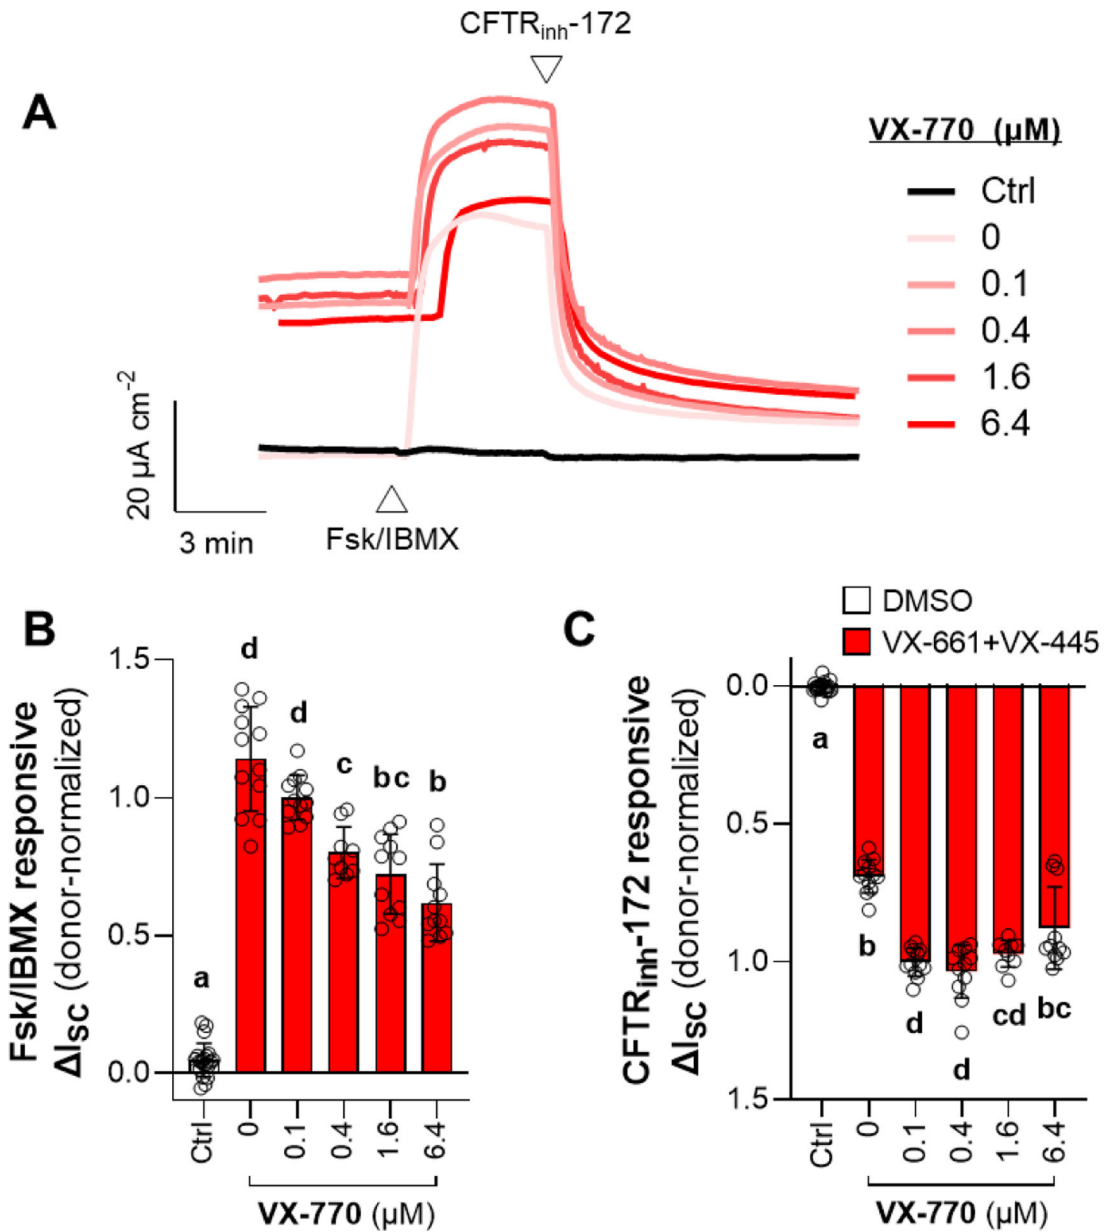 CFTRinh-172
A
VX-770 (μM)
Ctrl
0
0.1
0.4
1.6
6.4
20 μA cm-2
3 min
Fsk/IBMX
B
Fsk/IBMX responsive
ΔISC (donor-normalized)
1.5
1.0
0.5
0.0
a
d
d
c
bc
b
Ctrl
0
0.1
0.4
1.6
6.4
VX-770 (μM)
C
DMSO
VX-661+VX-445
CFTRinh-172 responsive
ΔISC (donor-normalized)
0.0
0.5
1.0
1.5
a
b
d
d
cd
bc
Ctrl
0
0.1
0.4
1.6
6.4
VX-770 (μM)